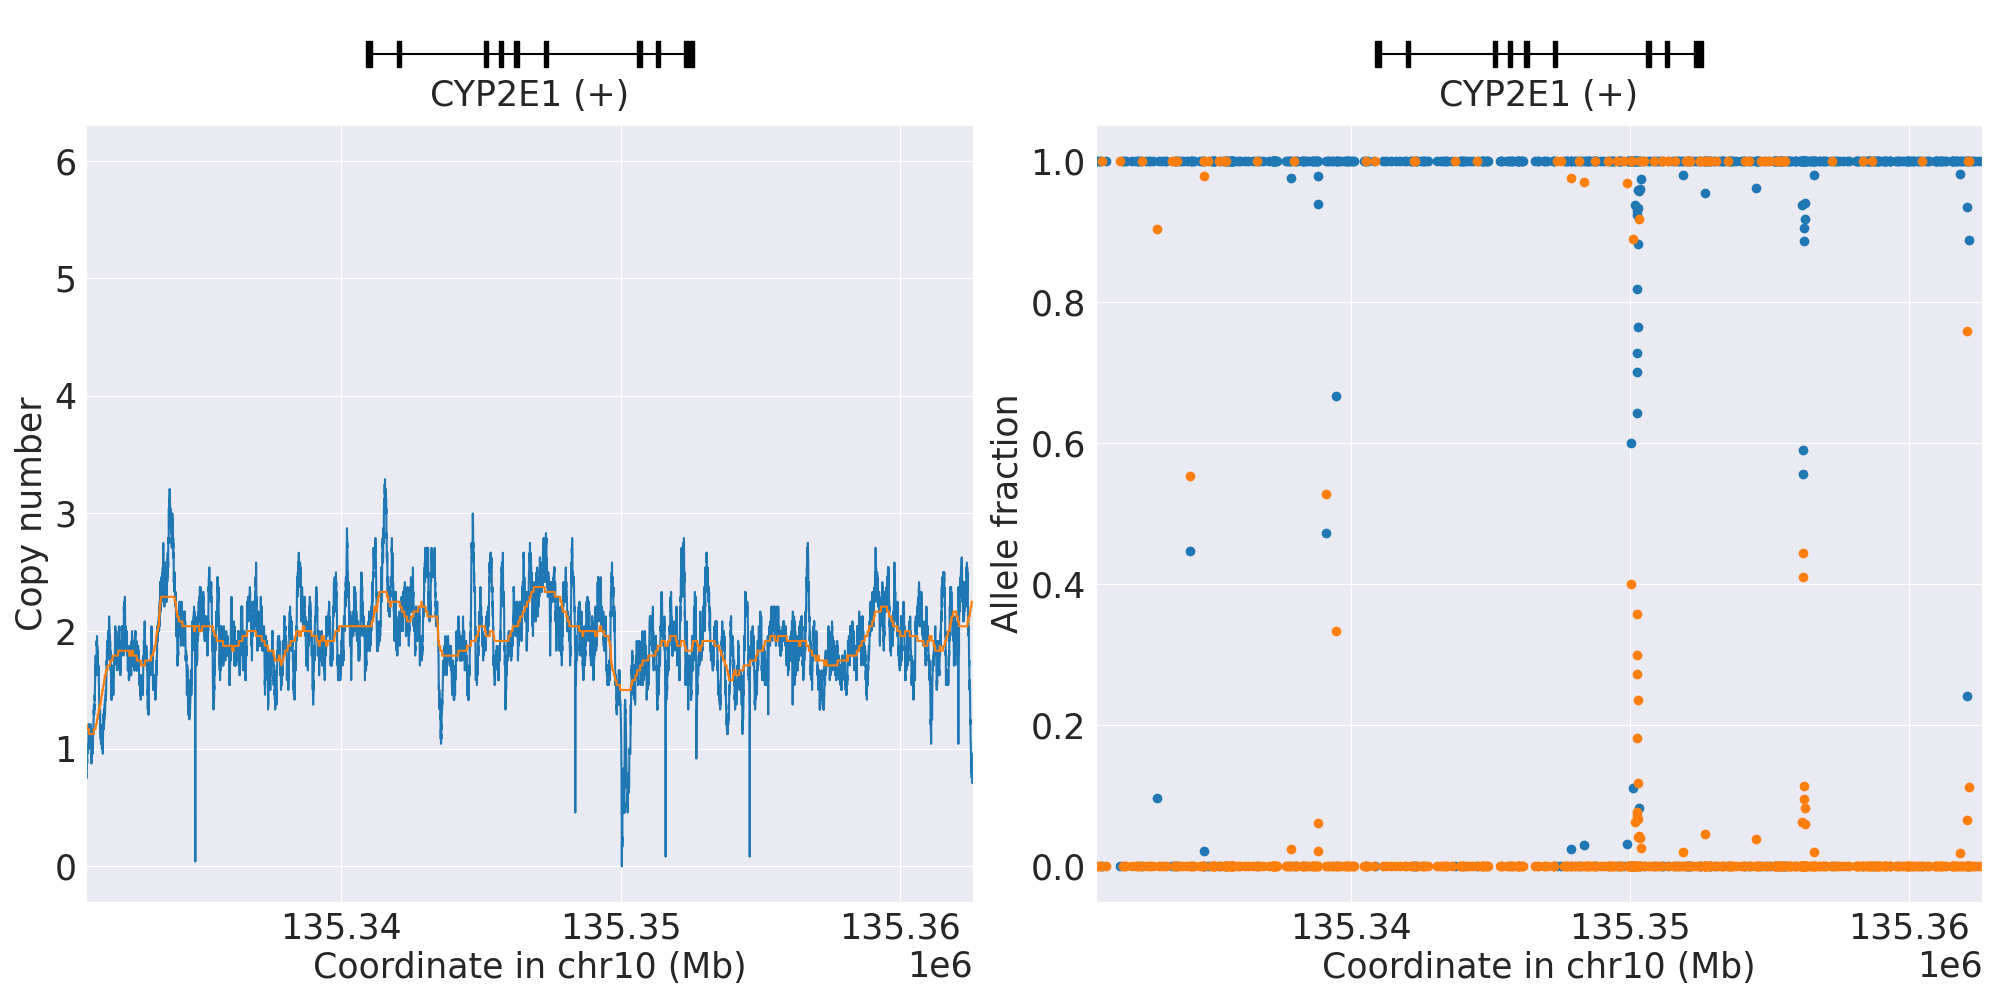 CYP2E1 (+)
6
5
4
3
2
1
0
Copy number
135.34 135.35 135.36
Coordinate in chr10 (Mb)
1e6
CYP2E1 (+)
1.0
0.8
0.6
0.4
0.2
0.0
Allele fraction
135.34 135.35 135.36
Coordinate in chr10 (Mb)
1e6